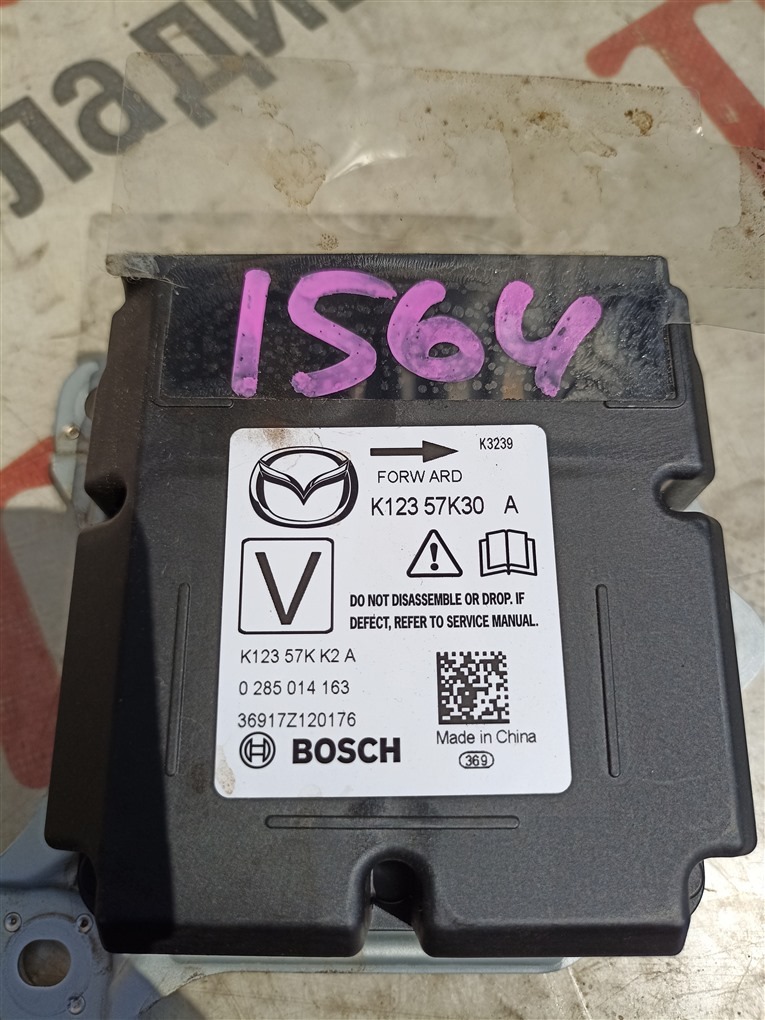 ладив
1564
K3239
FORWARD
K123 57K30 A
V
DO NOT DISASSEMBLE OR DROP. IF
DEFECT, REFER TO SERVICE MANUAL.
K123 57K K2 A
0 285 014 163
36917Z120176
BOSCH
Made in China
369